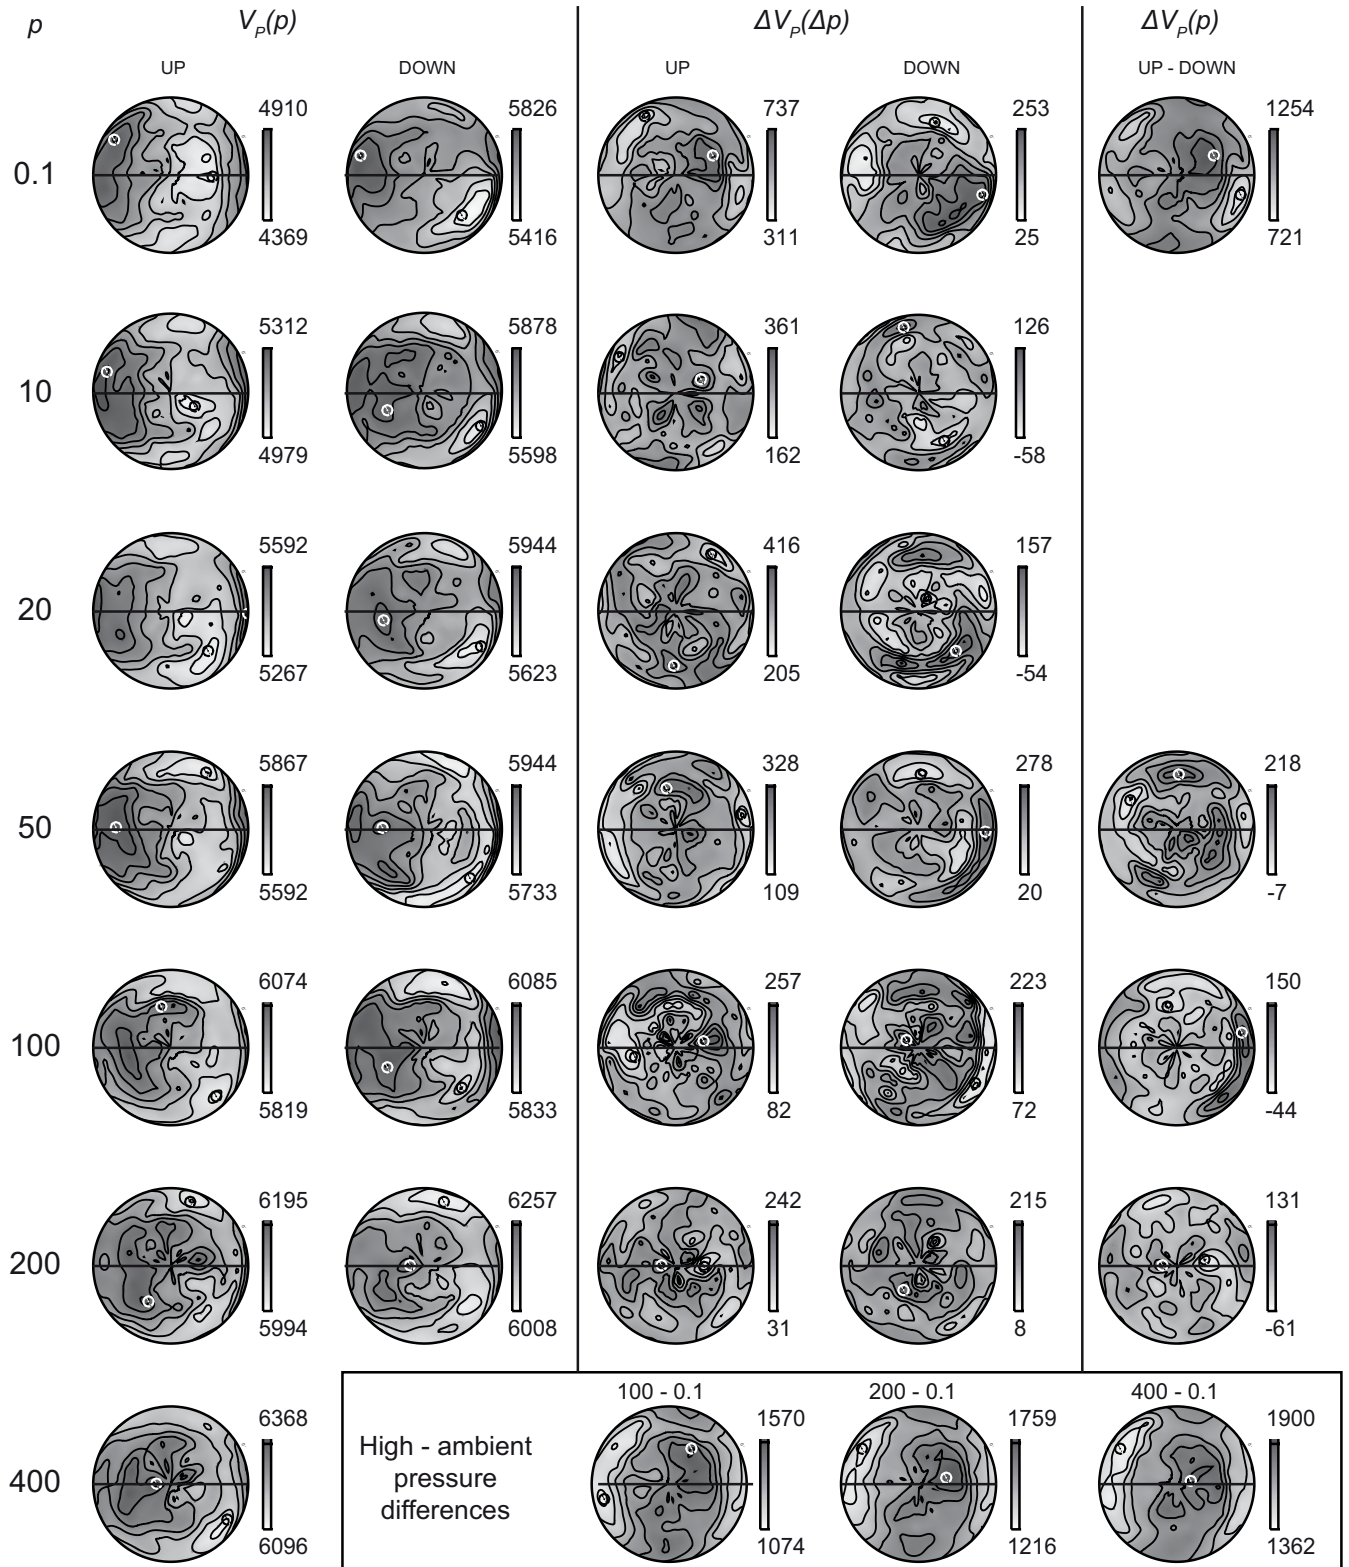 p V_P(p) ΔV_P(Δp) ΔV_P(p)
UP DOWN UP DOWN UP - DOWN
4910 5826 737 253 1254
0.1
4369 5416 311 25 721
5312 5878 361 126
10
4979 5598 162 -58
5592 5944 416 157
20
5267 5623 205 -54
5867 5944 328 278 218
50
5592 5733 109 20 -7
6074 6085 257 223 150
100
5819 5833 82 72 -44
6195 6257 242 215 131
200
5994 6008 31 8 -61
100 - 0.1 200 - 0.1 400 - 0.1
6368 1570 1759 1900
400
High - ambient
pressure
differences
6096 1074 1216 1362